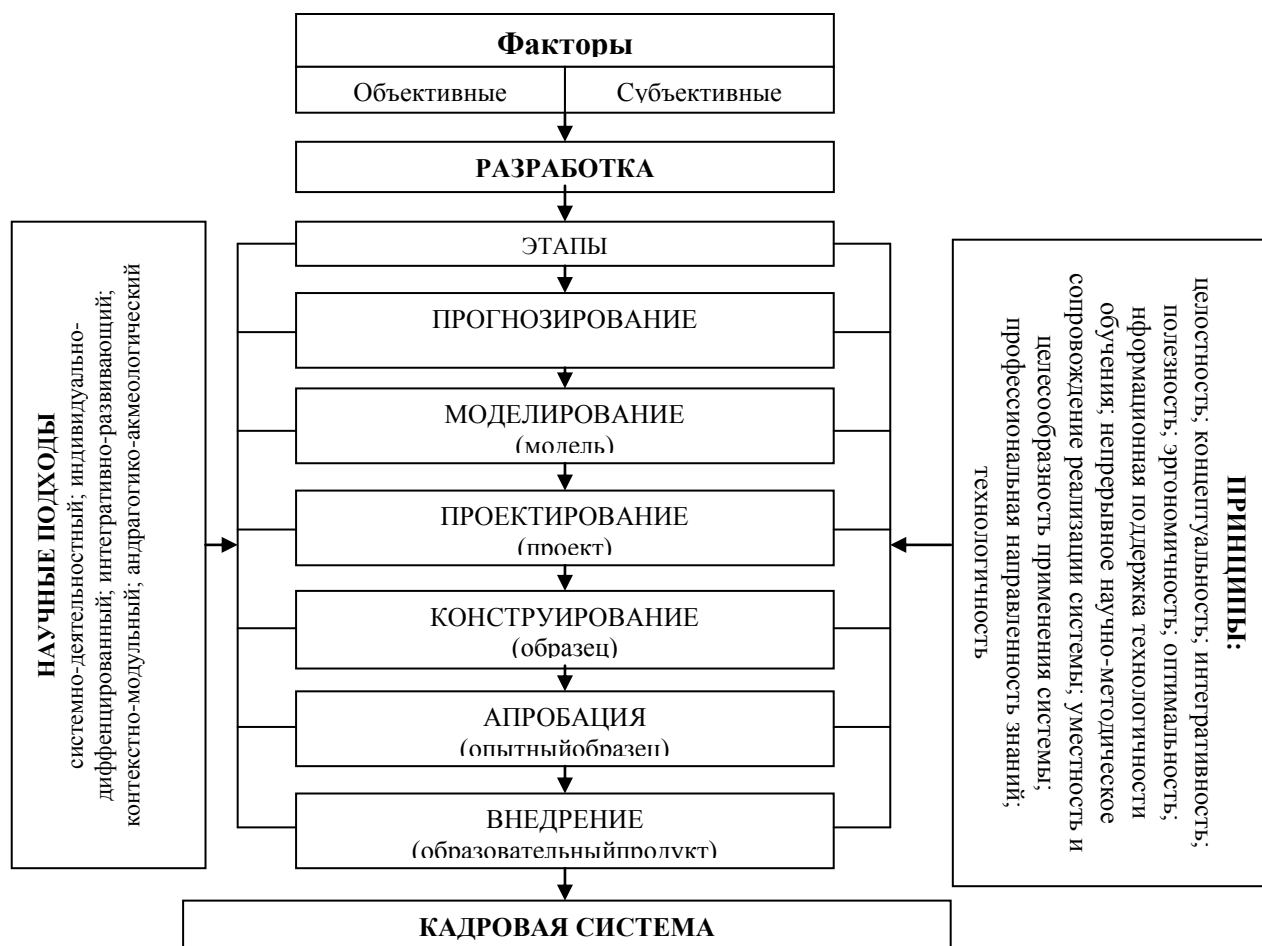 Факторы
Объективные
Субъективные
РАЗРАБОТКА
ЭТАПЫ
ПРОГНОЗИРОВАНИЕ
МОДЕЛИРОВАНИЕ
(модель)
ПРОЕКТИРОВАНИЕ
(проект)
КОНСТРУИРОВАНИЕ
(образец)
АПРОБАЦИЯ
(опытныйобразец)
ВНЕДРЕНИЕ
(образовательныйпродукт)
КАДРОВАЯ СИСТЕМА
НАУЧНЫЕ ПОДХОДЫ
системно-деятельностный; индивидуально-
диффенцированный; интегративно-развивающий;
контекстно-модульный; андрагогико-акмеологический
ПРИНЦИПЫ:
целостность; концептуальность; интегративность;
полезность; эргономичность; оптимальность;
нформационная поддержка технологичности
обучения; непрерывное научно-методическое
сопровождение реализации системы; уместность и
целесообразность применения системы;
профессиональная направленность знаний;
технологичность